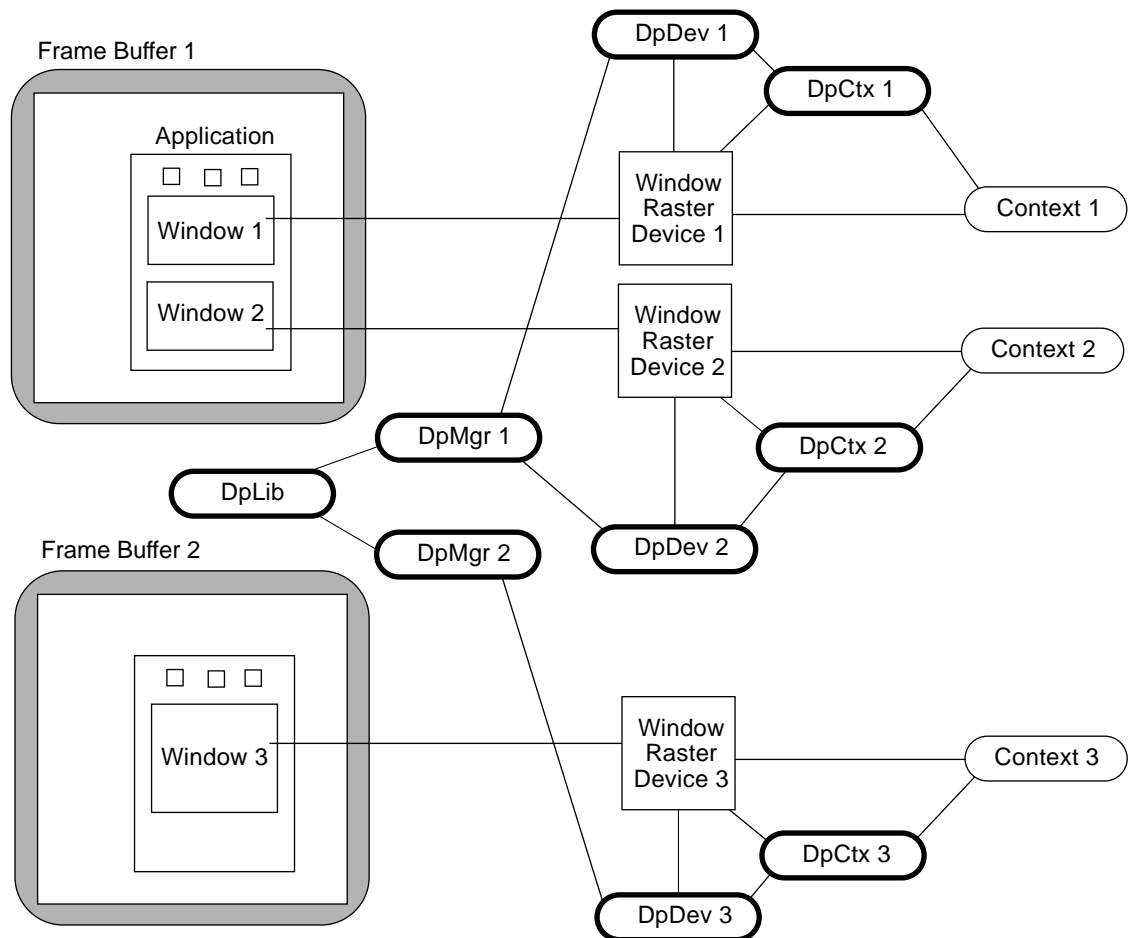 DpDev 1
Frame Buffer 1
DpCtx 1
Application
Window
Raster
Device 1
Window 1
Context 1
Window 2
Window
Raster
Device 2
Context 2
DpMgr 1
DpCtx 2
DpLib
DpDev 2
Frame Buffer 2
DpMgr 2
Window 3
Window
Raster
Device 3
Context 3
DpCtx 3
DpDev 3